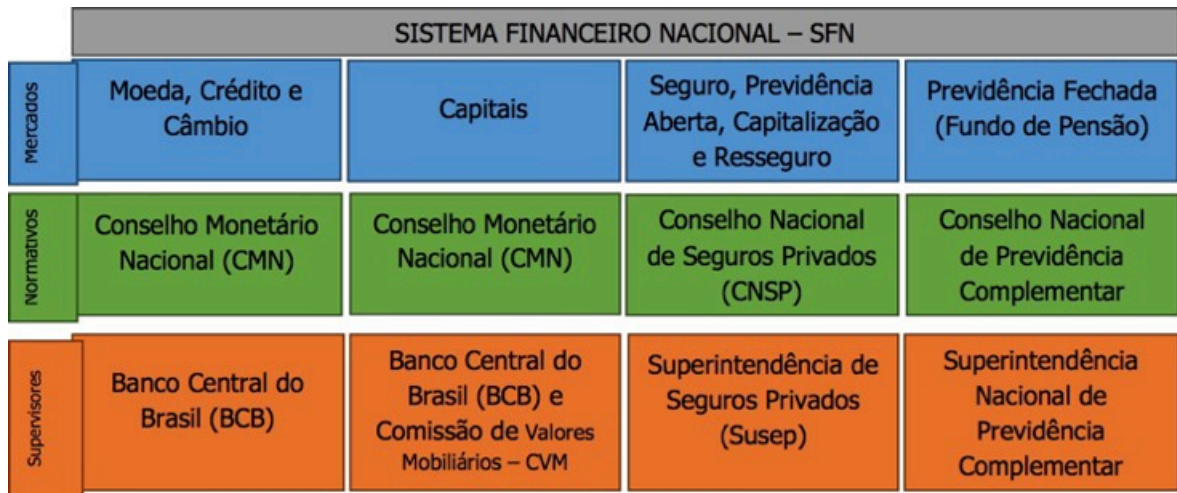 SISTEMA FINANCEIRO NACIONAL – SFN
Mercados
Moeda, Crédito e
Câmbio
Capitais
Seguro, Previdência
Aberta, Capitalização
e Resseguro
Previdência Fechada
(Fundo de Pensão)
Normativos
Conselho Monetário
Nacional (CMN)
Conselho Monetário
Nacional (CMN)
Conselho Nacional
de Seguros Privados
(CNSP)
Conselho Nacional
de Previdência
Complementar
Supervisores
Banco Central do
Brasil (BCB)
Banco Central do
Brasil (BCB) e
Comissão de Valores
Mobiliários – CVM
Superintendência de
Seguros Privados
(Susep)
Superintendência
Nacional de
Previdência
Complementar